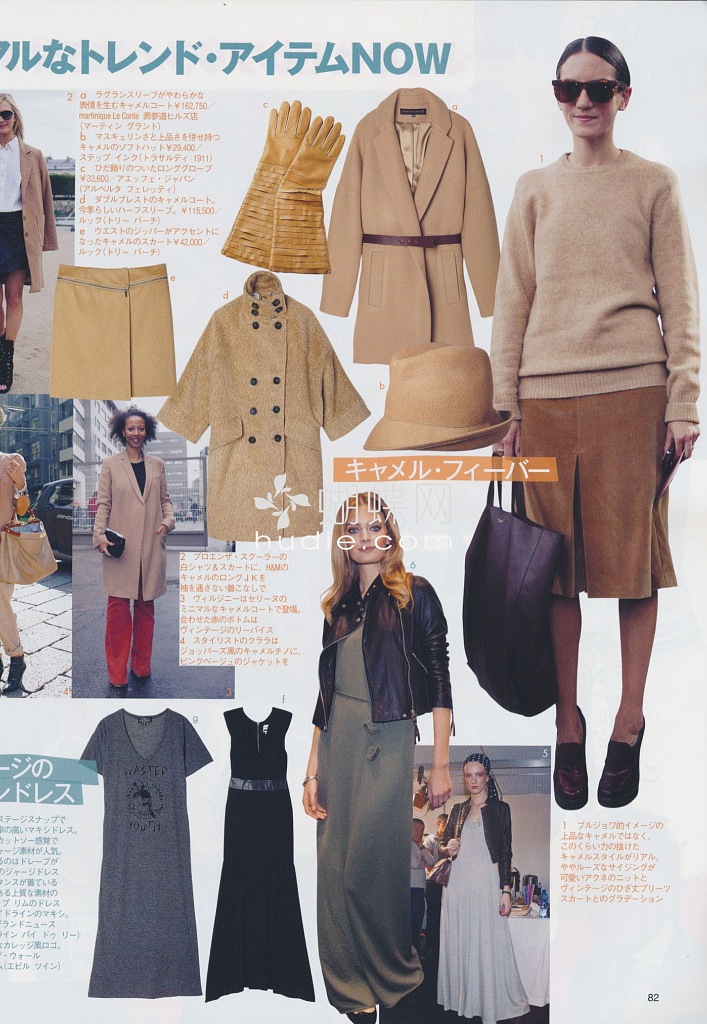 アルなトレンド・アイテムNOW
2
a ラグランスリーブがやわらかな
表情を生むキャメルコート￥162,750／
martinique Le Conte 表参道ヒルズ店
（マーティン グラント）
b マスキュリンさと上品さを併せ持つ
キャメルのソフトハット￥29,400／
ステップ インク（トラサルディ 1911）
c ひだ飾りのついたロンググローブ
￥33,600／アエッフェ・ジャパン
（アルベルタ フェレッティ）
d ダブルブレストのキャメルコート。
今季らしいハーフスリーブ。￥115,500／
ルック（トリー バーチ）
e ウエストのジッパーがアクセントに
なったキャメルのスカート￥42,000／
ルック（トリー バーチ）
c
a
1
e
d
b
キャメル・フィーバー
蝴蝶网
hudie.com
2 プロエンザ・スクーラーの
白シャツ＆スカートに、H&Mの
キャメルのロングJKを
袖を通さない着こなしで
3 ヴィルジニーはセリーヌの
ミニマルなキャメルコートで登場。
合わせた赤のボトムは
ヴィンテージのリーバイス
4 スタイリストのクララは
ジョッパーズ風のキャメルチノに、
ピンクベージュのジャケットを
6
4
3
g
f
5
WASTED
YOUTH
ージの
ンドレス
ステージスナップで
率の高いマキシドレス。
カットソー感覚で
ャージ素材が人気。
るのはドレープが
のジャージドレス
タンスが着ている
ある上質な素材の
ップ リムのドレス
イドラインのマキシ。
グランドニュース
ライン バイ ドゥ リー）
なカレッジ風ロゴ。
ザ・ウォール
ム（エビル ツイン）
1 ブルジョワ的イメージの
上品なキャメルではなく、
このくらい力の抜けた
キャメルスタイルがリアル。
ややルーズなサイジングが
可愛いアクネのニットと
ヴィンテージのひざ丈プリーツ
スカートとのグラデーション
82